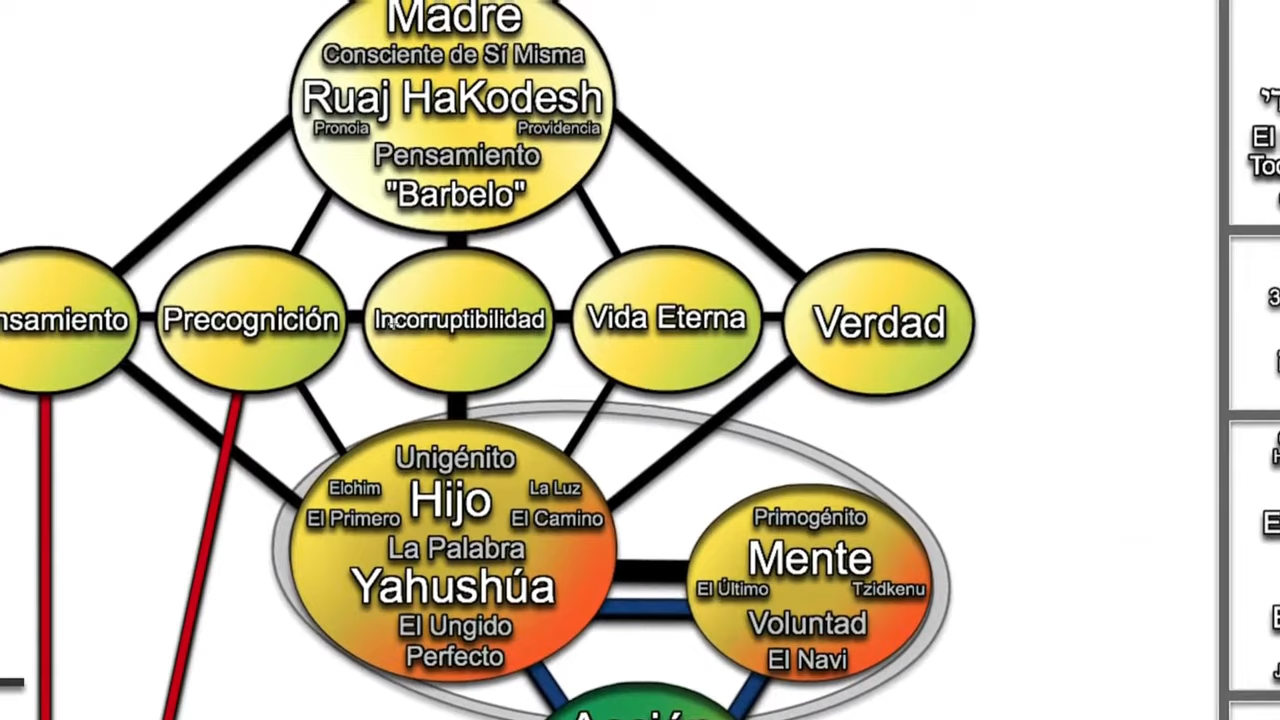 Madre
Consciente de Sí Misma
Ruaj HaKodesh
Pronoia Providencia
Pensamiento
"Barbelo"
nsamiento
Precognición
Incorruptibilidad
Vida Eterna
Verdad
Unigénito
Elohim Hijo La Luz
El Primero El Camino
La Palabra
Yahushúa
El Ungido
Perfecto
Primogénito
Mente
El Último Tzidkenu
Voluntad
El Navi
El